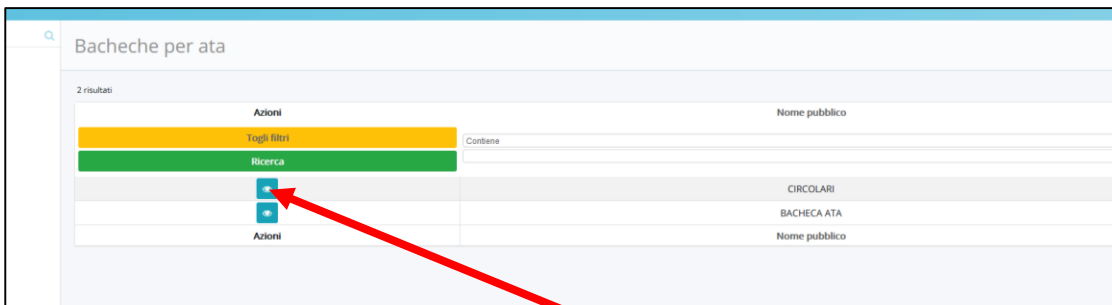 Bacheche per ata
2 risultati
Azioni Nome pubblico
Togli filtri Contiene
Ricerca
CIRCOLARI
BACHECA ATA
Azioni Nome pubblico